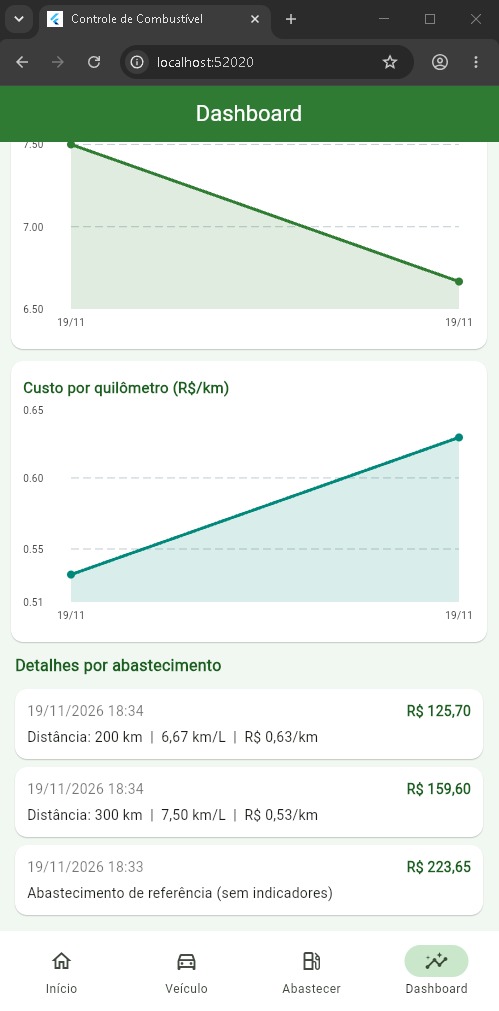 Controle de Combustível
localhost:52020
Dashboard
7.50
7.00
6.50
19/11 19/11
Custo por quilômetro (R$/km)
0.65
0.60
0.55
0.51
19/11 19/11
Detalhes por abastecimento
19/11/2026 18:34 R$ 125,70
Distância: 200 km | 6,67 km/L | R$ 0,63/km
19/11/2026 18:34 R$ 159,60
Distância: 300 km | 7,50 km/L | R$ 0,53/km
19/11/2026 18:33 R$ 223,65
Abastecimento de referência (sem indicadores)
Início Veículo Abastecer Dashboard